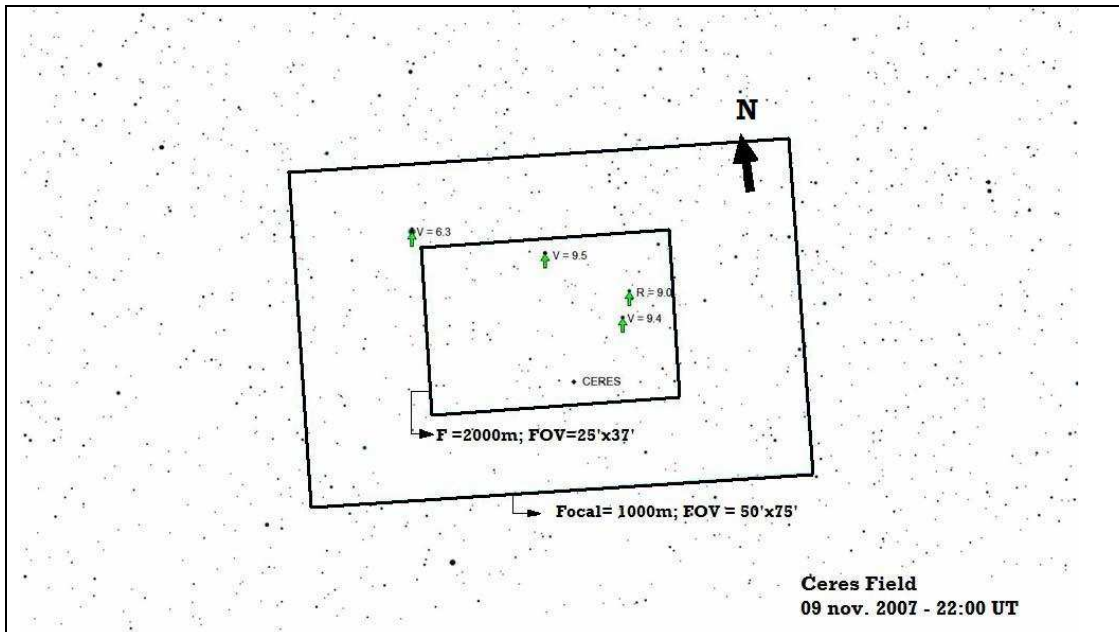 N
V = 6.3
V = 9.5
R = 9.0
V = 9.4
CERES
F =2000m; FOV=25'x37'
Focal= 1000m; FOV = 50'x75'
Ceres Field
09 nov. 2007 - 22:00 UT